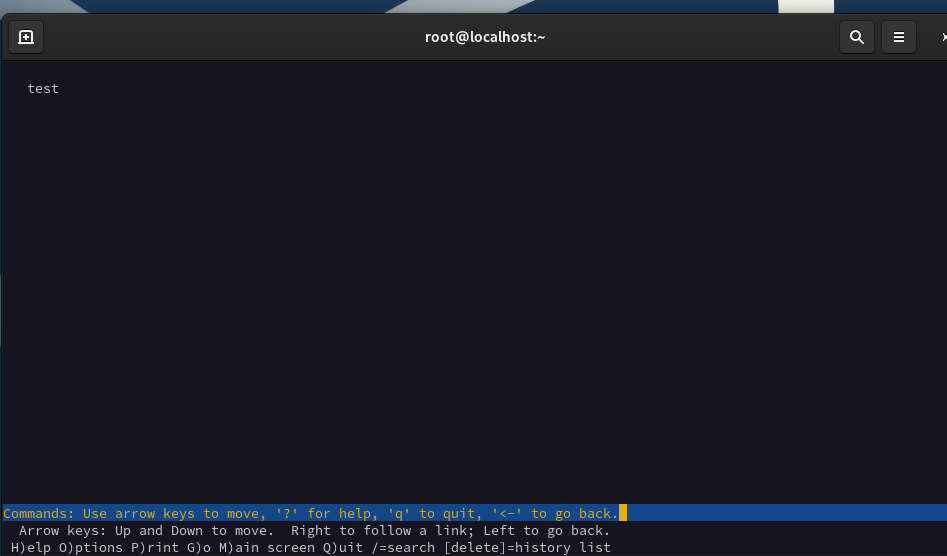 root@localhost:~
test
Commands: Use arrow keys to move, '?' for help, 'q' to quit, '<-' to go back.
Arrow keys: Up and Down to move.  Right to follow a link; Left to go back.
H)elp O)ptions P)rint G)o M)ain screen Q)uit /=search [delete]=history list